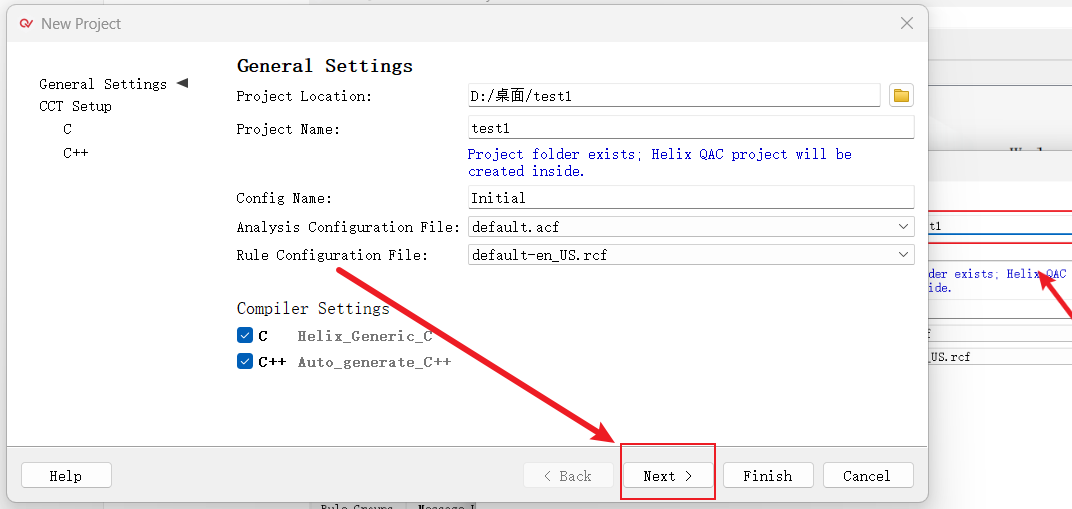 New Project
General Settings
CCT Setup
C
C++
General Settings
Project Location:
D:/桌面/test1
Project Name:
test1
Project folder exists; Helix QAC project will be
created inside.
Config Name:
Initial
Analysis Configuration File:
default.acf
Rule Configuration File:
default-en_US.rcf
Compiler Settings
C Helix_Generic_C
C++ Auto_generate_C++
Help
< Back
Next >
Finish
Cancel
t1
der exists; Helix QAC
ide.
_US.rcf